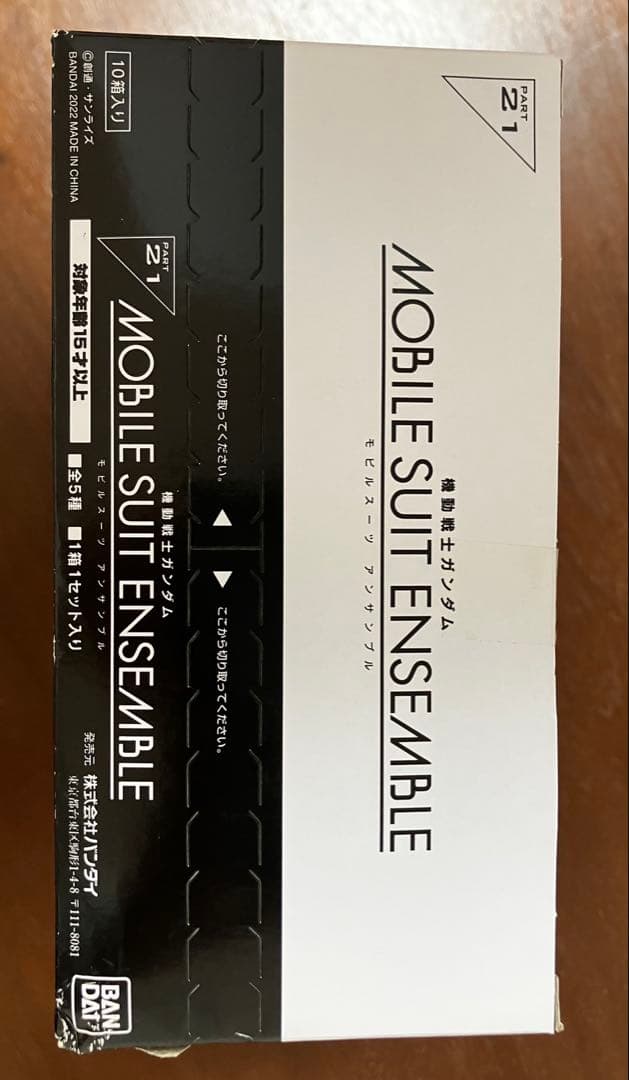 PART
21
機動戦士ガンダム
MOBILE SUIT ENSEMBLE
モビルスーツ アンサンブル
ここから切り取ってください。
ここから切り取ってください。
PART
21
機動戦士ガンダム
MOBILE SUIT ENSEMBLE
モビルスーツ アンサンブル
10箱入り
©創通・サンライズ
BANDAI 2022 MADE IN CHINA
対象年齢15才以上
■全5種 ■1箱1セット入り
発売元 株式会社バンダイ
東京都台東区駒形1-4-8 〒111-8081
BAN
DAI